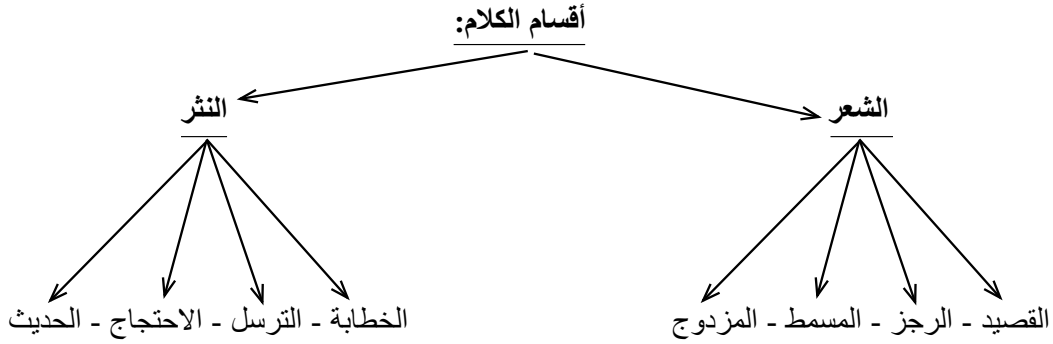 أقسام الكلام:
الشعر
النثر
القصيد - الرجز - المسمط - المزدوج
الخطابة - الترسل - الاحتجاج - الحديث